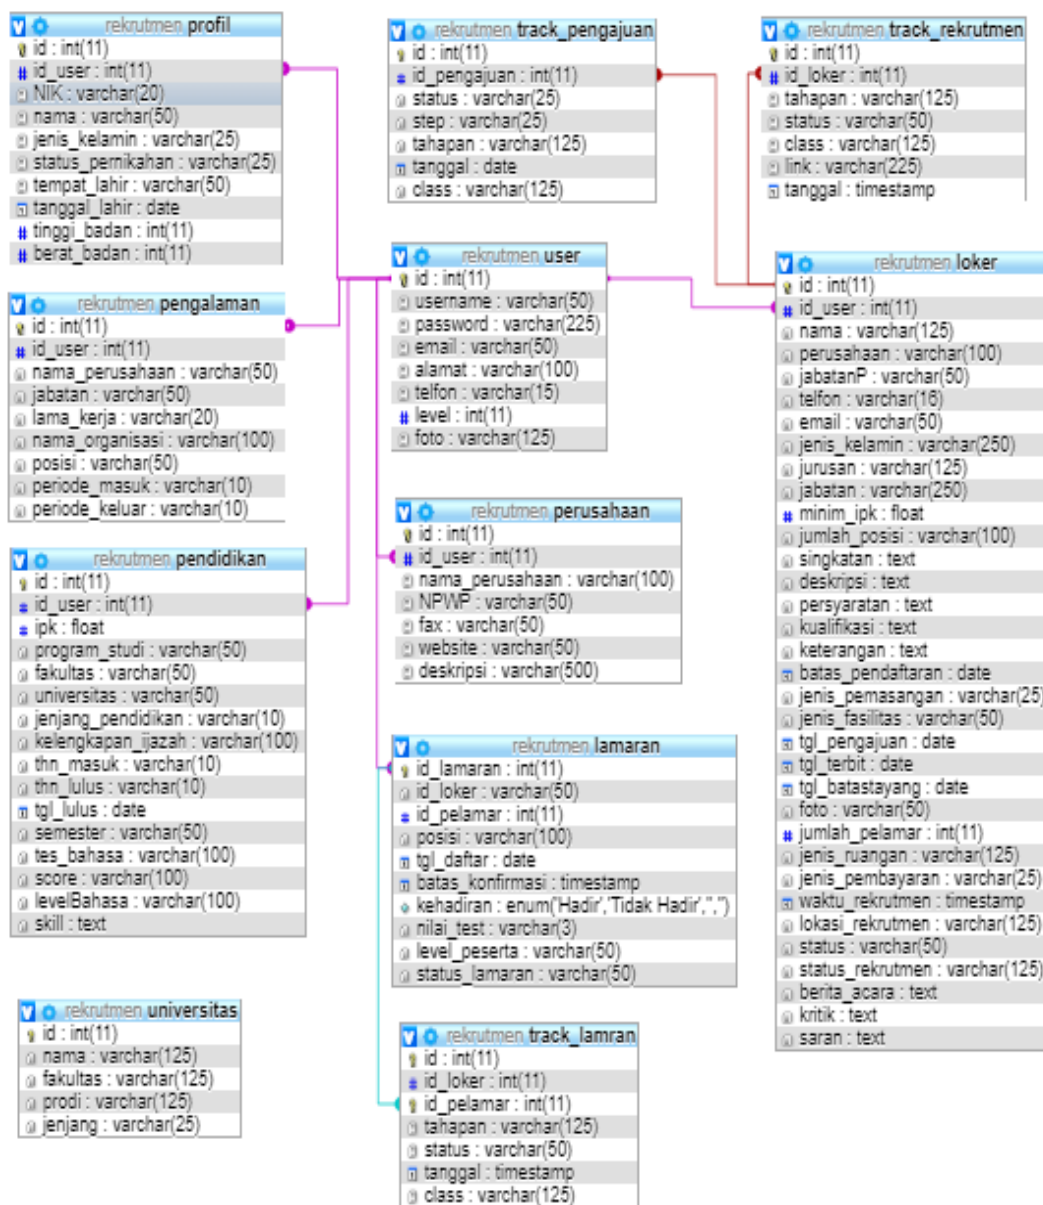 rekrutmen profil
id : int(11)
id_user : int(11)
NIK : varchar(20)
nama : varchar(50)
jenis_kelamin : varchar(25)
status_pernikahan : varchar(25)
tempat_lahir : varchar(50)
tanggal_lahir : date
tinggi_badan : int(11)
berat_badan : int(11)
rekrutmen track_pengajuan
id : int(11)
id_pengajuan : int(11)
status : varchar(25)
step : varchar(25)
tahapan : varchar(125)
tanggal : date
class : varchar(125)
rekrutmen track_rekrutmen
id : int(11)
id_loker : int(11)
tahapan : varchar(125)
status : varchar(50)
class : varchar(125)
link : varchar(225)
tanggal : timestamp
rekrutmen pengalaman
id : int(11)
id_user : int(11)
nama_perusahaan : varchar(50)
jabatan : varchar(50)
lama_kerja : varchar(20)
nama_organisasi : varchar(100)
posisi : varchar(50)
periode_masuk : varchar(10)
periode_keluar : varchar(10)
rekrutmen user
id : int(11)
username : varchar(50)
password : varchar(225)
email : varchar(50)
alamat : varchar(100)
telfon : varchar(15)
level : int(11)
foto : varchar(125)
rekrutmen loker
id : int(11)
id_user : int(11)
nama : varchar(125)
perusahaan : varchar(100)
jabatanP : varchar(50)
telfon : varchar(16)
email : varchar(50)
jenis_kelamin : varchar(250)
jurusan : varchar(125)
jabatan : varchar(250)
minim_ipk : float
jumlah_posisi : varchar(100)
singkatan : text
deskripsi : text
persyaratan : text
kualifikasi : text
keterangan : text
batas_pendaftaran : date
jenis_pemasangan : varchar(25)
jenis_fasilitas : varchar(50)
tgl_pengajuan : date
tgl_terbit : date
tgl_batastayang : date
foto : varchar(50)
jumlah_pelamar : int(11)
jenis_ruangan : varchar(125)
jenis_pembayaran : varchar(25)
waktu_rekrutmen : timestamp
lokasi_rekrutmen : varchar(125)
status : varchar(50)
status_rekrutmen : varchar(125)
berita_acara : text
kritik : text
saran : text
rekrutmen perusahaan
id : int(11)
id_user : int(11)
nama_perusahaan : varchar(100)
NPWP : varchar(50)
fax : varchar(50)
website : varchar(50)
deskripsi : varchar(500)
rekrutmen pendidikan
id : int(11)
id_user : int(11)
ipk : float
program_studi : varchar(50)
fakultas : varchar(50)
universitas : varchar(50)
jenjang_pendidikan : varchar(10)
kelengkapan_ijazah : varchar(100)
thn_masuk : varchar(10)
thn_lulus : varchar(10)
tgl_lulus : date
semester : varchar(50)
tes_bahasa : varchar(100)
score : varchar(100)
levelBahasa : varchar(100)
skill : text
rekrutmen lamaran
id_lamaran : int(11)
id_loker : varchar(50)
id_pelamar : int(11)
posisi : varchar(100)
tgl_daftar : date
batas_konfirmasi : timestamp
kehadiran : enum('Hadir','Tidak Hadir','','')
nilai_test : varchar(3)
level_peserta : varchar(50)
status_lamaran : varchar(50)
rekrutmen universitas
id : int(11)
nama : varchar(125)
fakultas : varchar(125)
prodi : varchar(125)
jenjang : varchar(25)
rekrutmen track_lamran
id : int(11)
id_loker : int(11)
id_pelamar : int(11)
tahapan : varchar(125)
status : varchar(50)
tanggal : timestamp
class : varchar(125)